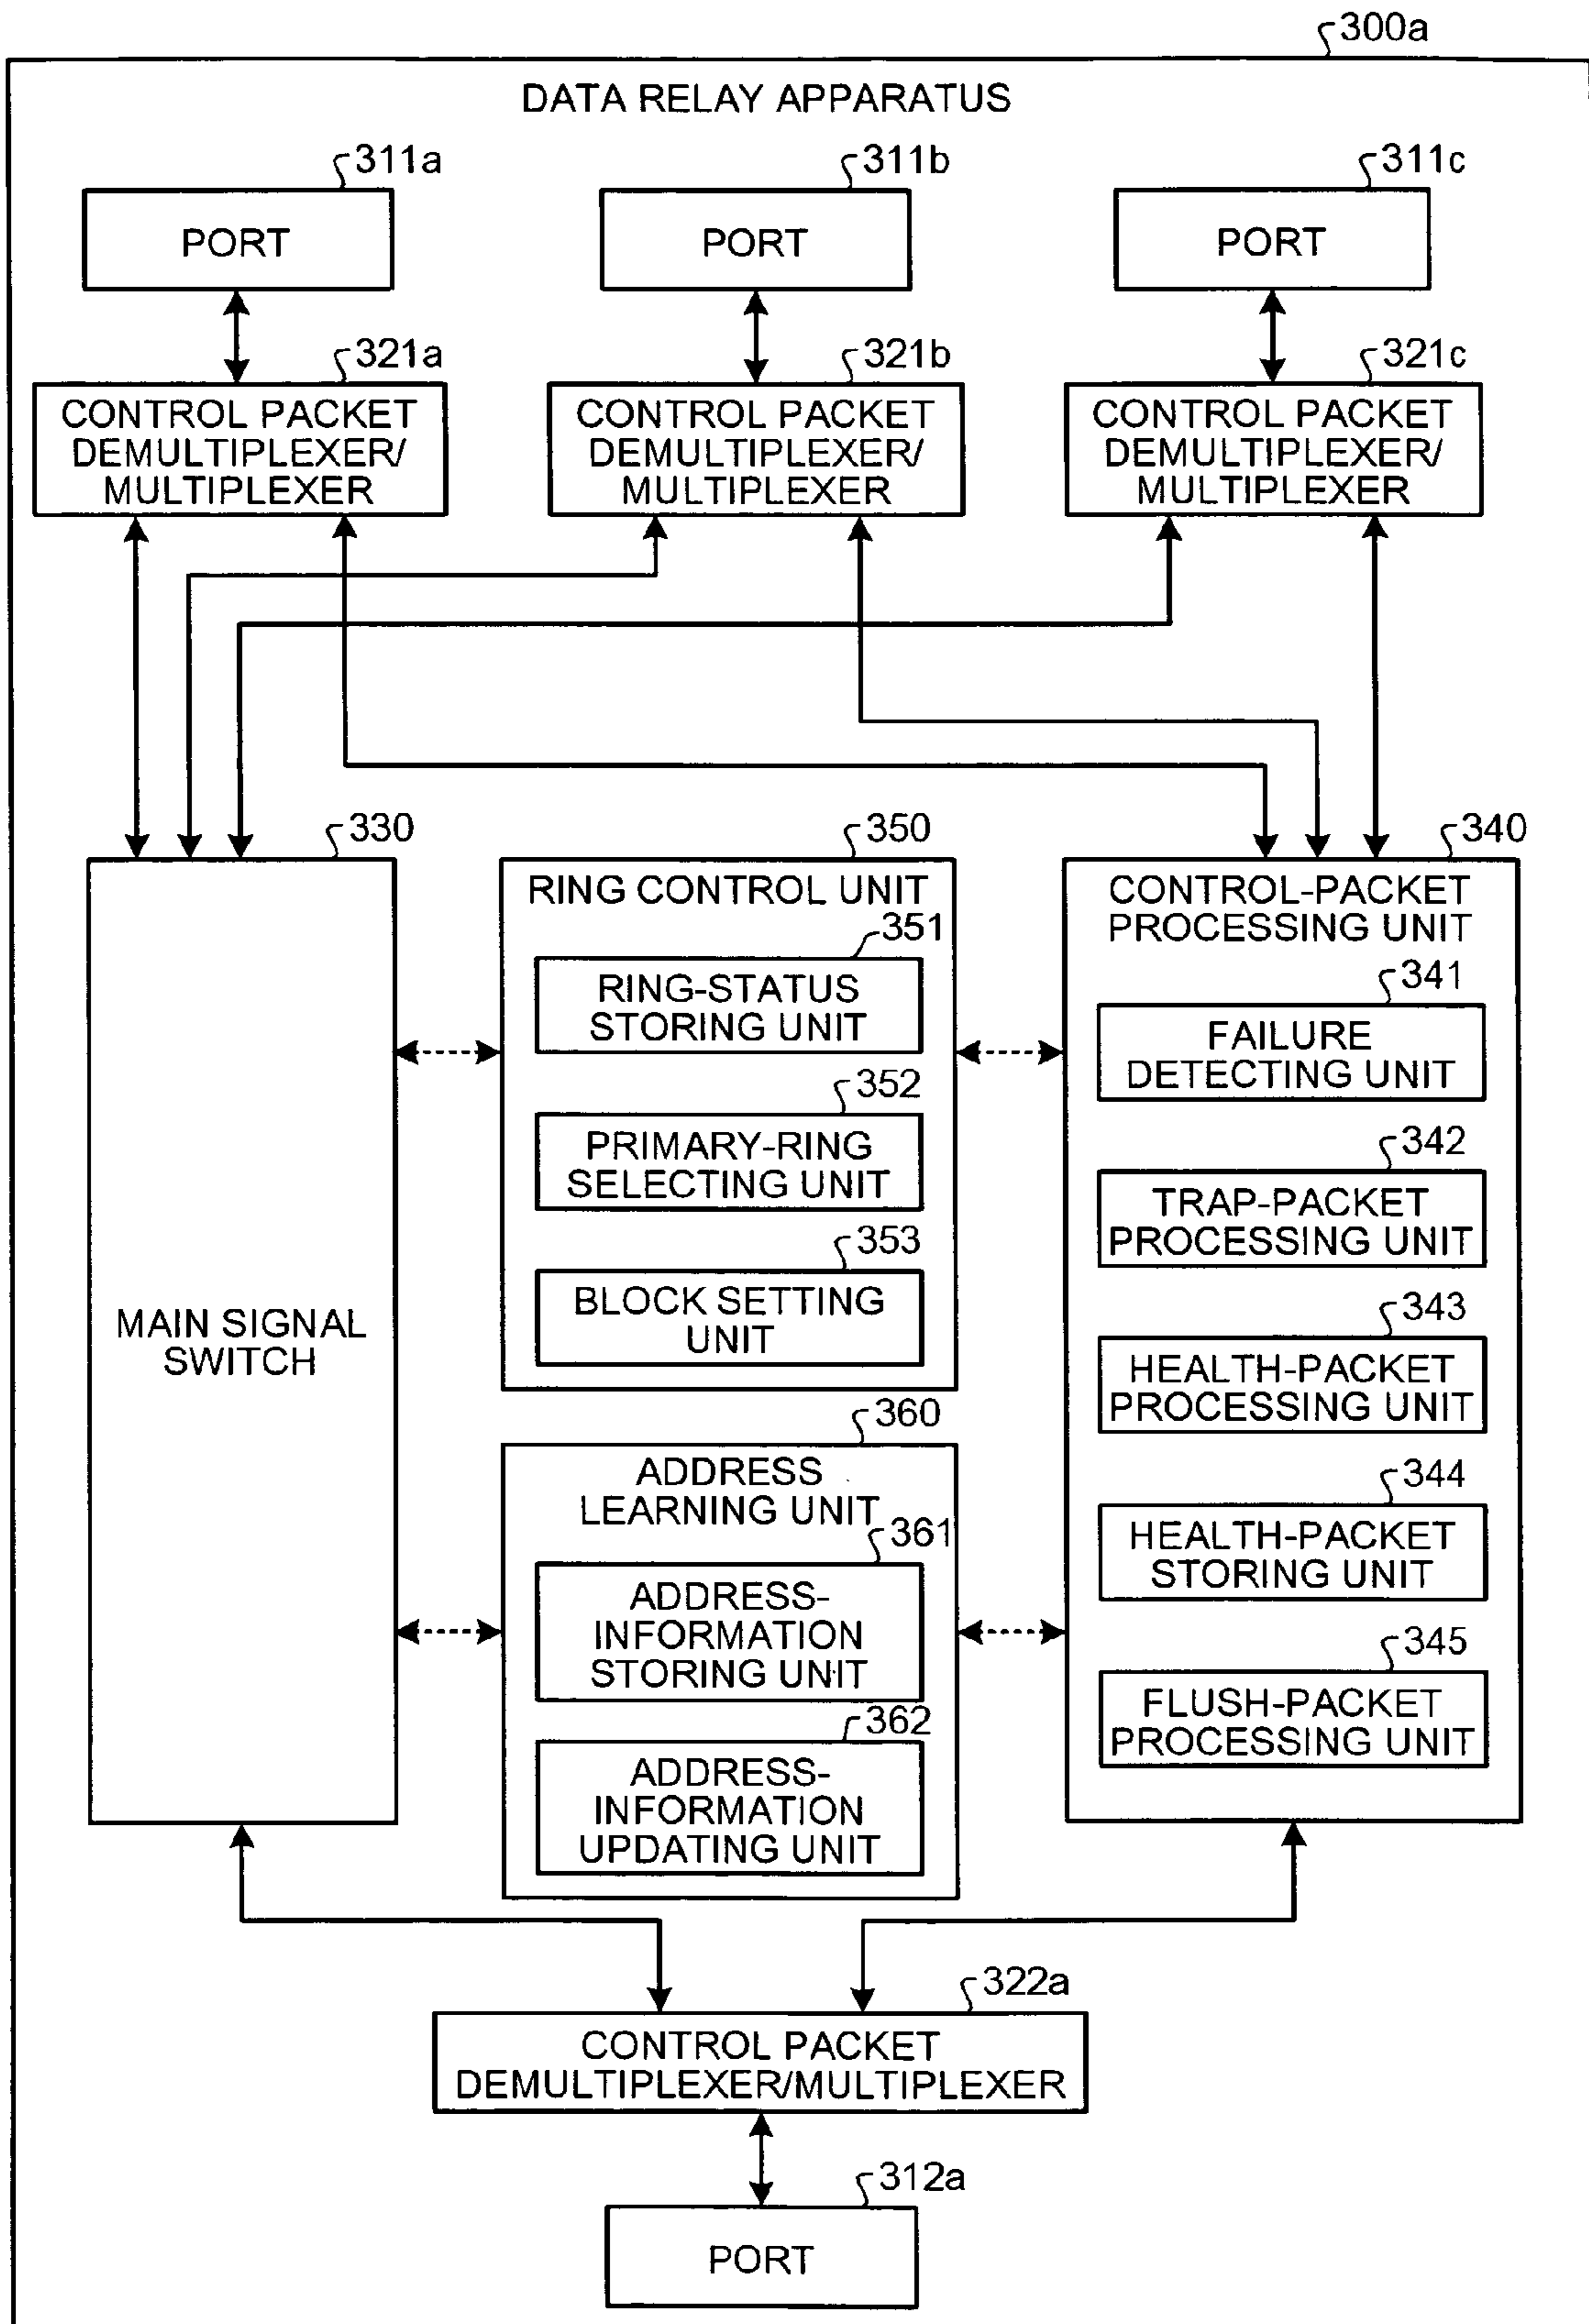 300a
DATA RELAY APPARATUS
311a
311b
311c
PORT
PORT
PORT
321a
321b
321c
CONTROL PACKET
DEMULTIPLEXER/
MULTIPLEXER
CONTROL PACKET
DEMULTIPLEXER/
MULTIPLEXER
CONTROL PACKET
DEMULTIPLEXER/
MULTIPLEXER
330
MAIN SIGNAL
SWITCH
350
RING CONTROL UNIT
351
RING-STATUS
STORING UNIT
352
PRIMARY-RING
SELECTING UNIT
353
BLOCK SETTING
UNIT
360
ADDRESS
LEARNING UNIT
361
ADDRESS-
INFORMATION
STORING UNIT
362
ADDRESS-
INFORMATION
UPDATING UNIT
340
CONTROL-PACKET
PROCESSING UNIT
341
FAILURE
DETECTING UNIT
342
TRAP-PACKET
PROCESSING UNIT
343
HEALTH-PACKET
PROCESSING UNIT
344
HEALTH-PACKET
STORING UNIT
345
FLUSH-PACKET
PROCESSING UNIT
322a
CONTROL PACKET
DEMULTIPLEXER/MULTIPLEXER
312a
PORT